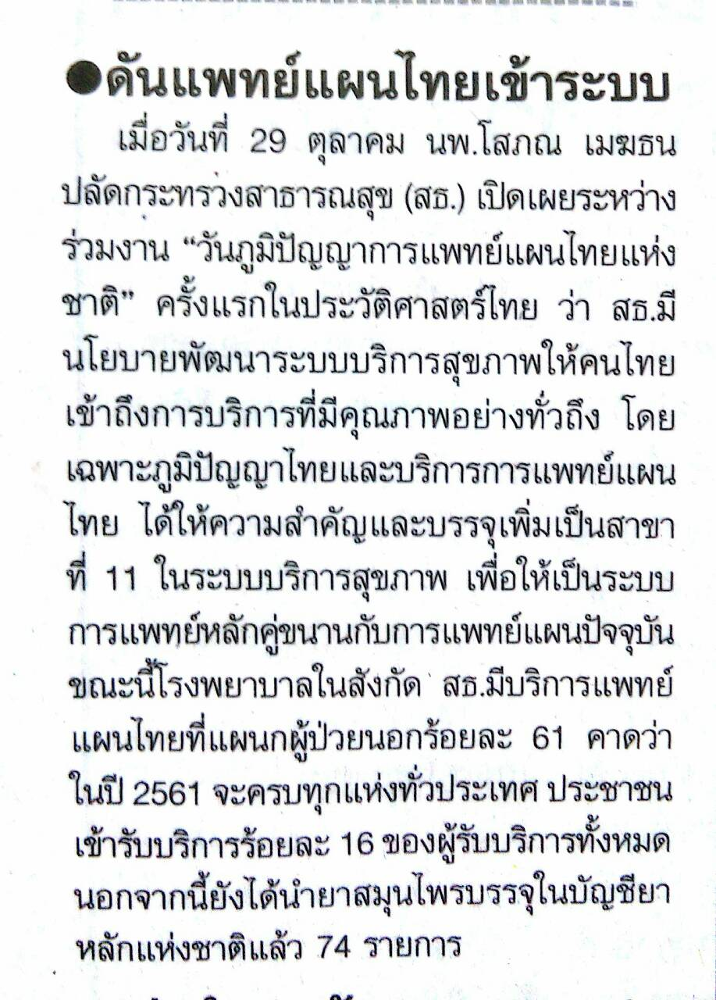 ●ดันแพทย์แผนไทยเข้าระบบ
เมื่อวันที่ 29 ตุลาคม นพ.โสภณ เมฆธน
ปลัดกระทรวงสาธารณสุข (สธ.) เปิดเผยระหว่าง
ร่วมงาน “วันภูมิปัญญาการแพทย์แผนไทยแห่ง
ชาติ” ครั้งแรกในประวัติศาสตร์ไทย ว่า สธ.มี
นโยบายพัฒนาระบบบริการสุขภาพให้คนไทย
เข้าถึงการบริการที่มีคุณภาพอย่างทั่วถึง โดย
เฉพาะภูมิปัญญาไทยและบริการการแพทย์แผน
ไทย ได้ให้ความสำคัญและบรรจุเพิ่มเป็นสาขา
ที่ 11 ในระบบบริการสุขภาพ เพื่อให้เป็นระบบ
การแพทย์หลักคู่ขนานกับการแพทย์แผนปัจจุบัน
ขณะนี้โรงพยาบาลในสังกัด สธ.มีบริการแพทย์
แผนไทยที่แผนกผู้ป่วยนอกร้อยละ 61 คาดว่า
ในปี 2561 จะครบทุกแห่งทั่วประเทศ ประชาชน
เข้ารับบริการร้อยละ 16 ของผู้รับบริการทั้งหมด
นอกจากนี้ยังได้นำยาสมุนไพรบรรจุในบัญชียา
หลักแห่งชาติแล้ว 74 รายการ